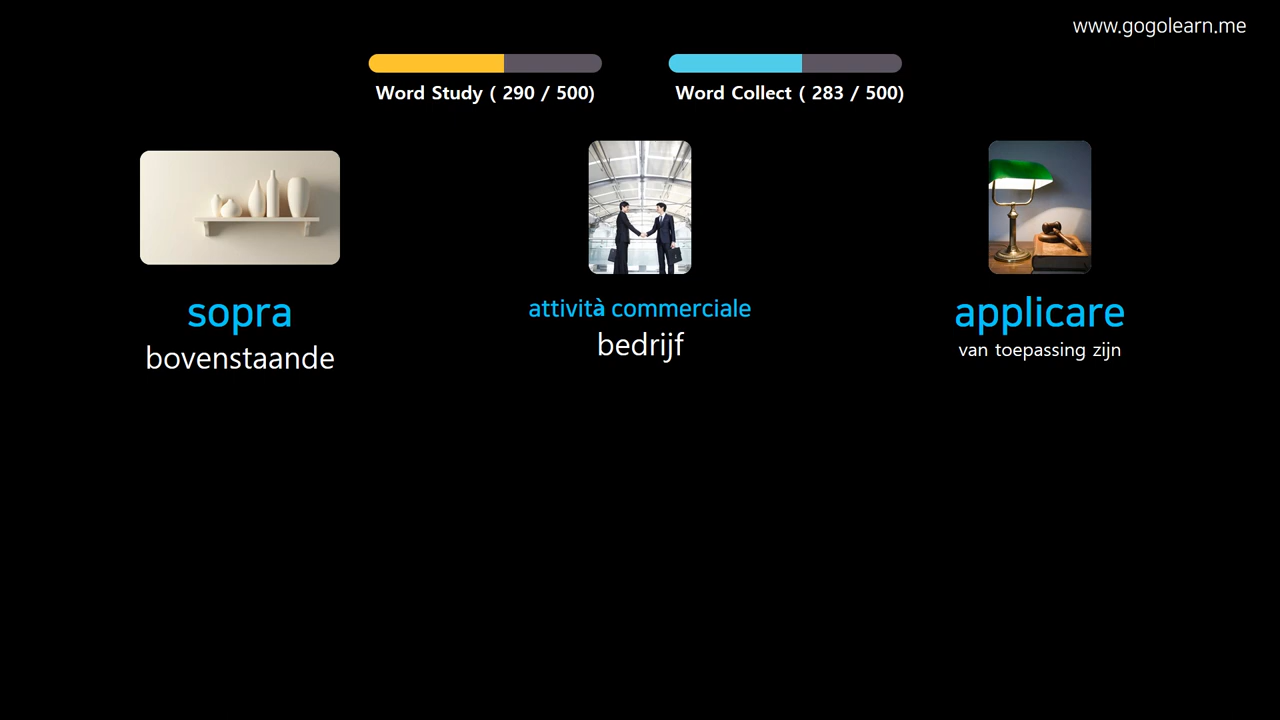 www.gogolearn.me
Word Study ( 290 / 500)
Word Collect ( 283 / 500)
sopra
bovenstaande
attività commerciale
bedrijf
applicare
van toepassing zijn